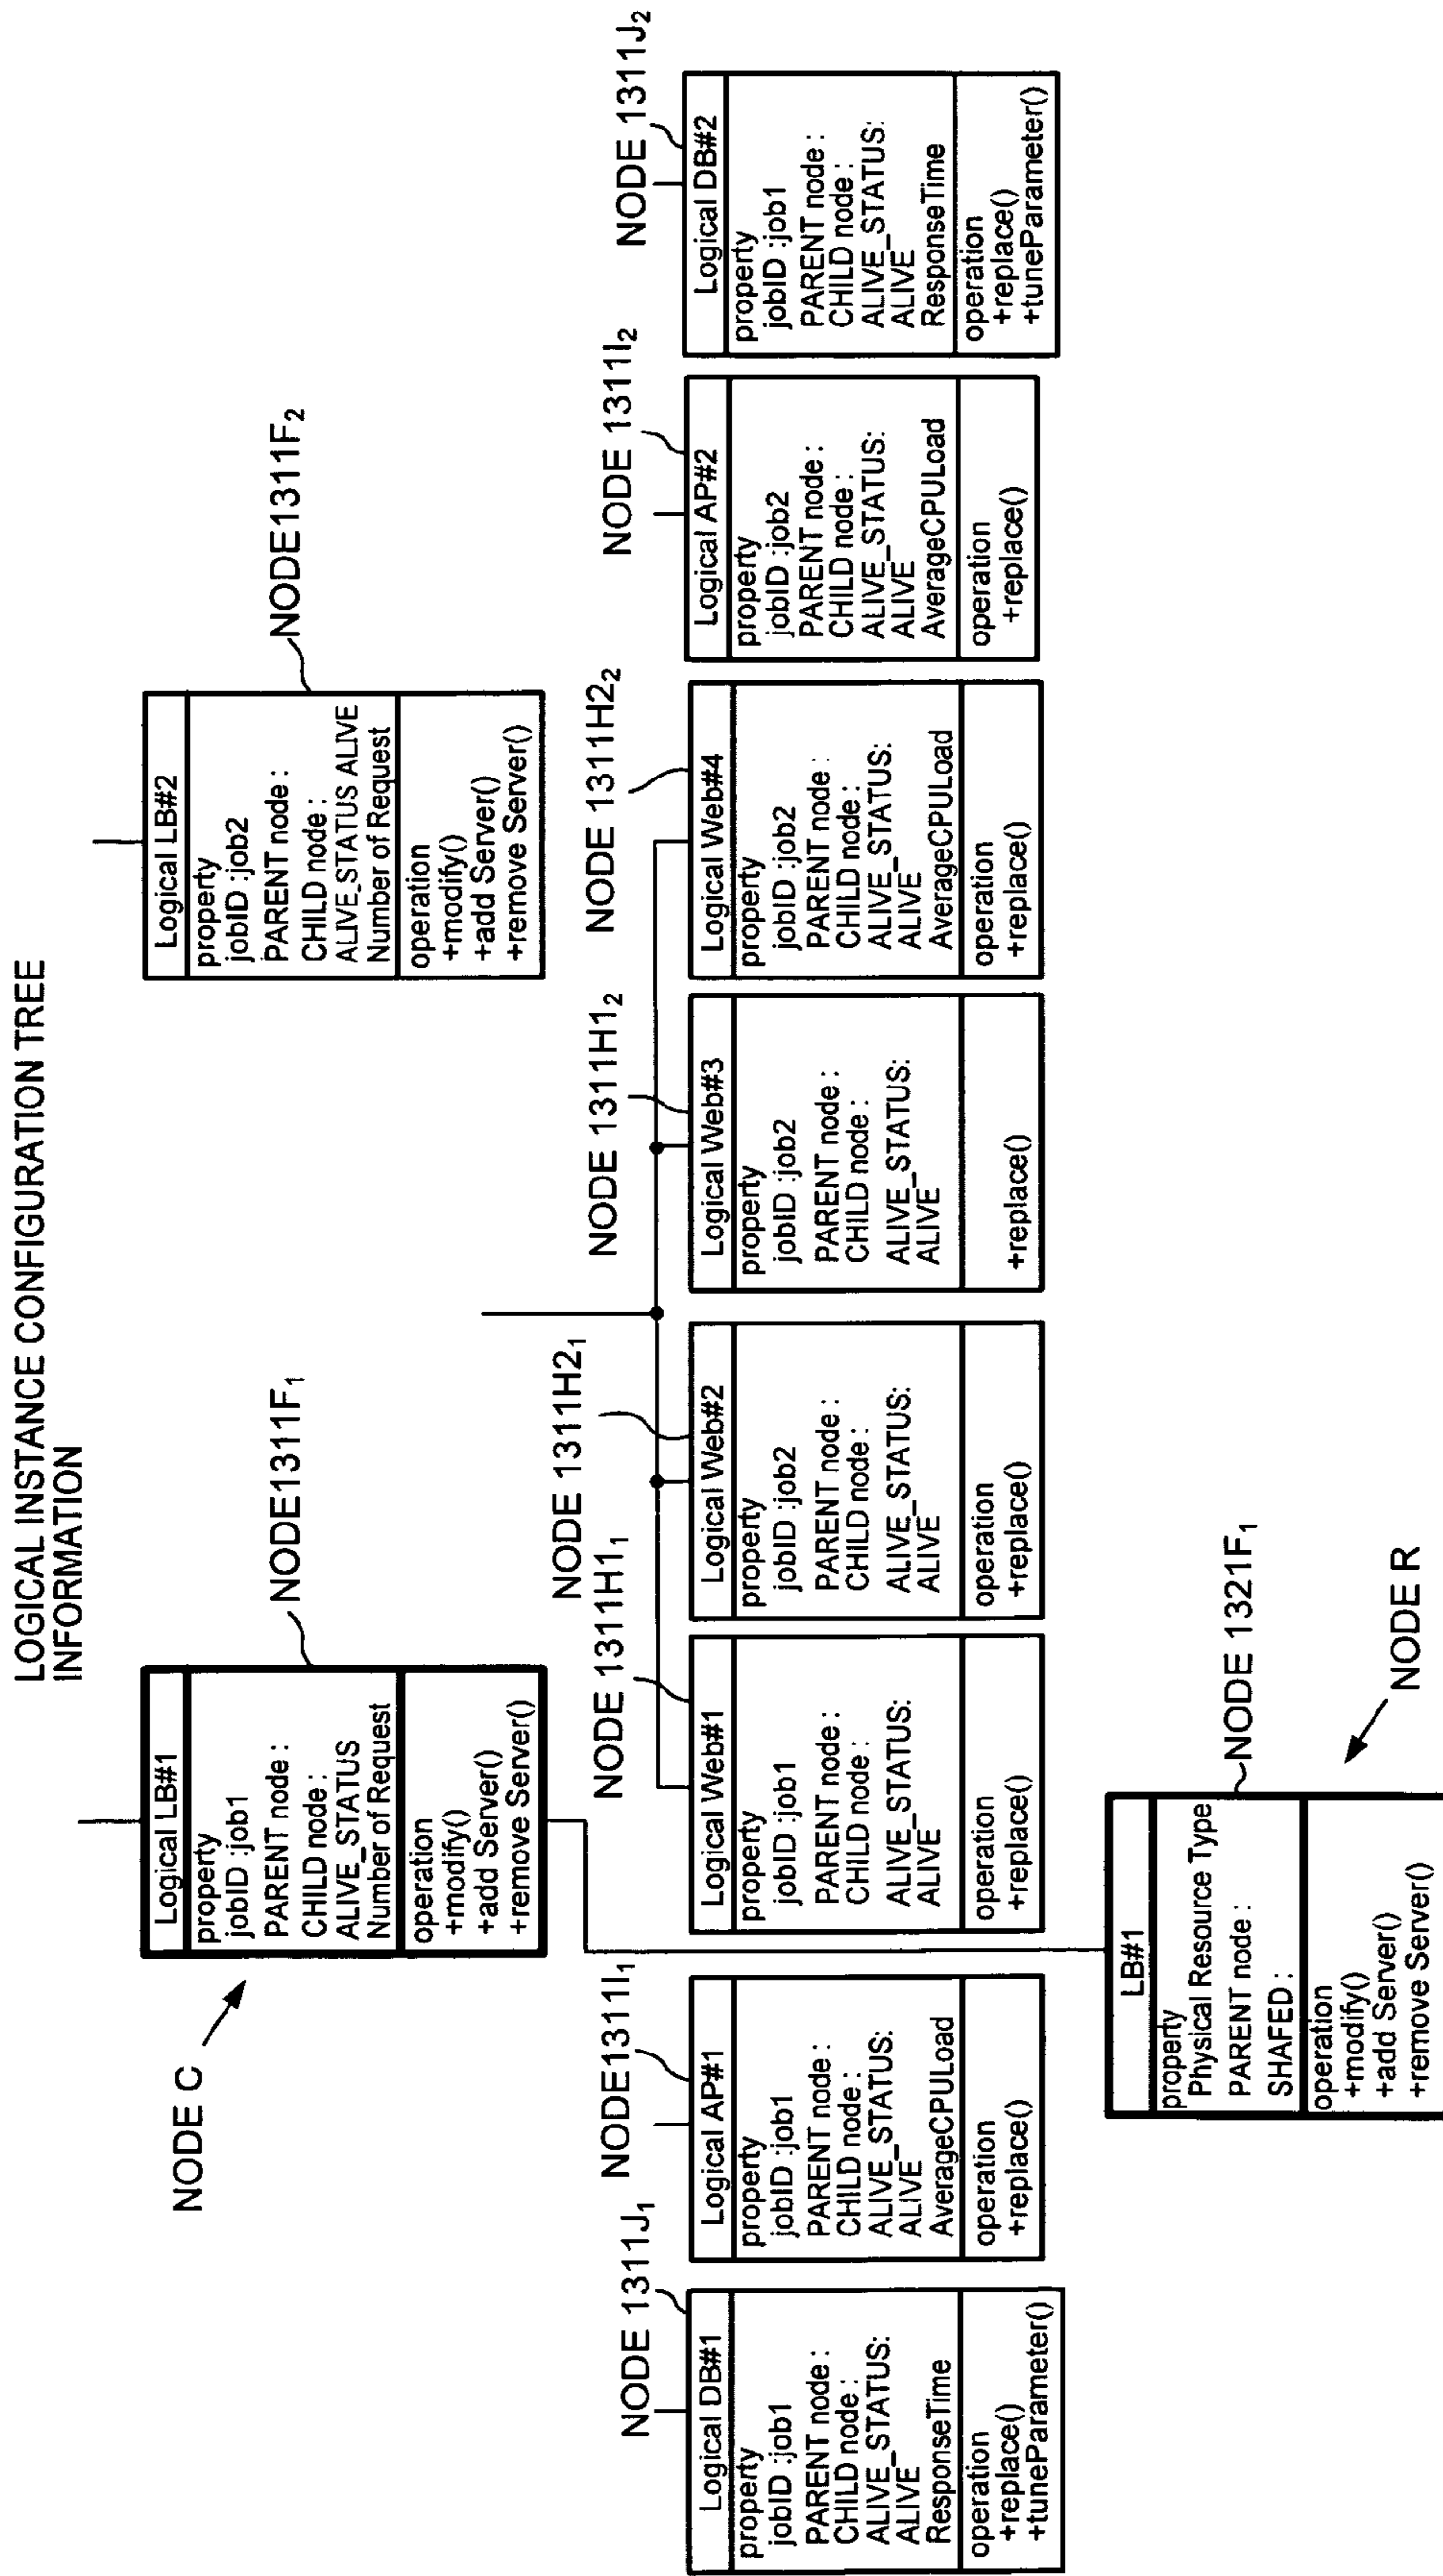 LOGICAL INSTANCE CONFIGURATION TREE
INFORMATION
NODE C
NODE1311F₁
Logical LB#1
property
jobID :job1
PARENT node :
CHILD node :
ALIVE_STATUS
Number of Request
operation
+modify()
+add Server()
+remove Server()
NODE1311F₂
Logical LB#2
property
jobID :job2
PARENT node :
CHILD node :
ALIVE_STATUS ALIVE
Number of Request
operation
+modify()
+add Server()
+remove Server()
NODE 1311J₁
Logical DB#1
property
jobID :job1
PARENT node :
CHILD node :
ALIVE_STATUS:
ALIVE
ResponseTime
operation
+replace()
+tuneParameter()
NODE1311I₁
Logical AP#1
property
jobID :job1
PARENT node :
CHILD node :
ALIVE_STATUS:
ALIVE
AverageCPULoad
operation
+replace()
NODE 1311H1₁
Logical Web#1
property
jobID :job1
PARENT node :
CHILD node :
ALIVE_STATUS:
ALIVE
operation
+replace()
NODE 1311H2₁
Logical Web#2
property
jobID :job2
PARENT node :
CHILD node :
ALIVE_STATUS:
ALIVE
operation
+replace()
NODE 1311H1₂
Logical Web#3
property
jobID :job2
PARENT node :
CHILD node :
ALIVE_STATUS:
ALIVE
+replace()
NODE 1311H2₂
Logical Web#4
property
jobID :job2
PARENT node :
CHILD node :
ALIVE_STATUS:
ALIVE
AverageCPULoad
operation
+replace()
NODE 1311I₂
Logical AP#2
property
jobID :job2
PARENT node :
CHILD node :
ALIVE_STATUS:
ALIVE
AverageCPULoad
operation
+replace()
NODE 1311J₂
Logical DB#2
property
jobID :job1
PARENT node :
CHILD node :
ALIVE_STATUS:
ALIVE
ResponseTime
operation
+replace()
+tuneParameter()
LB#1
property
Physical Resource Type
PARENT node :
SHAFED :
operation
+modify()
+add Server()
+remove Server()
NODE 1321F₁
NODE R